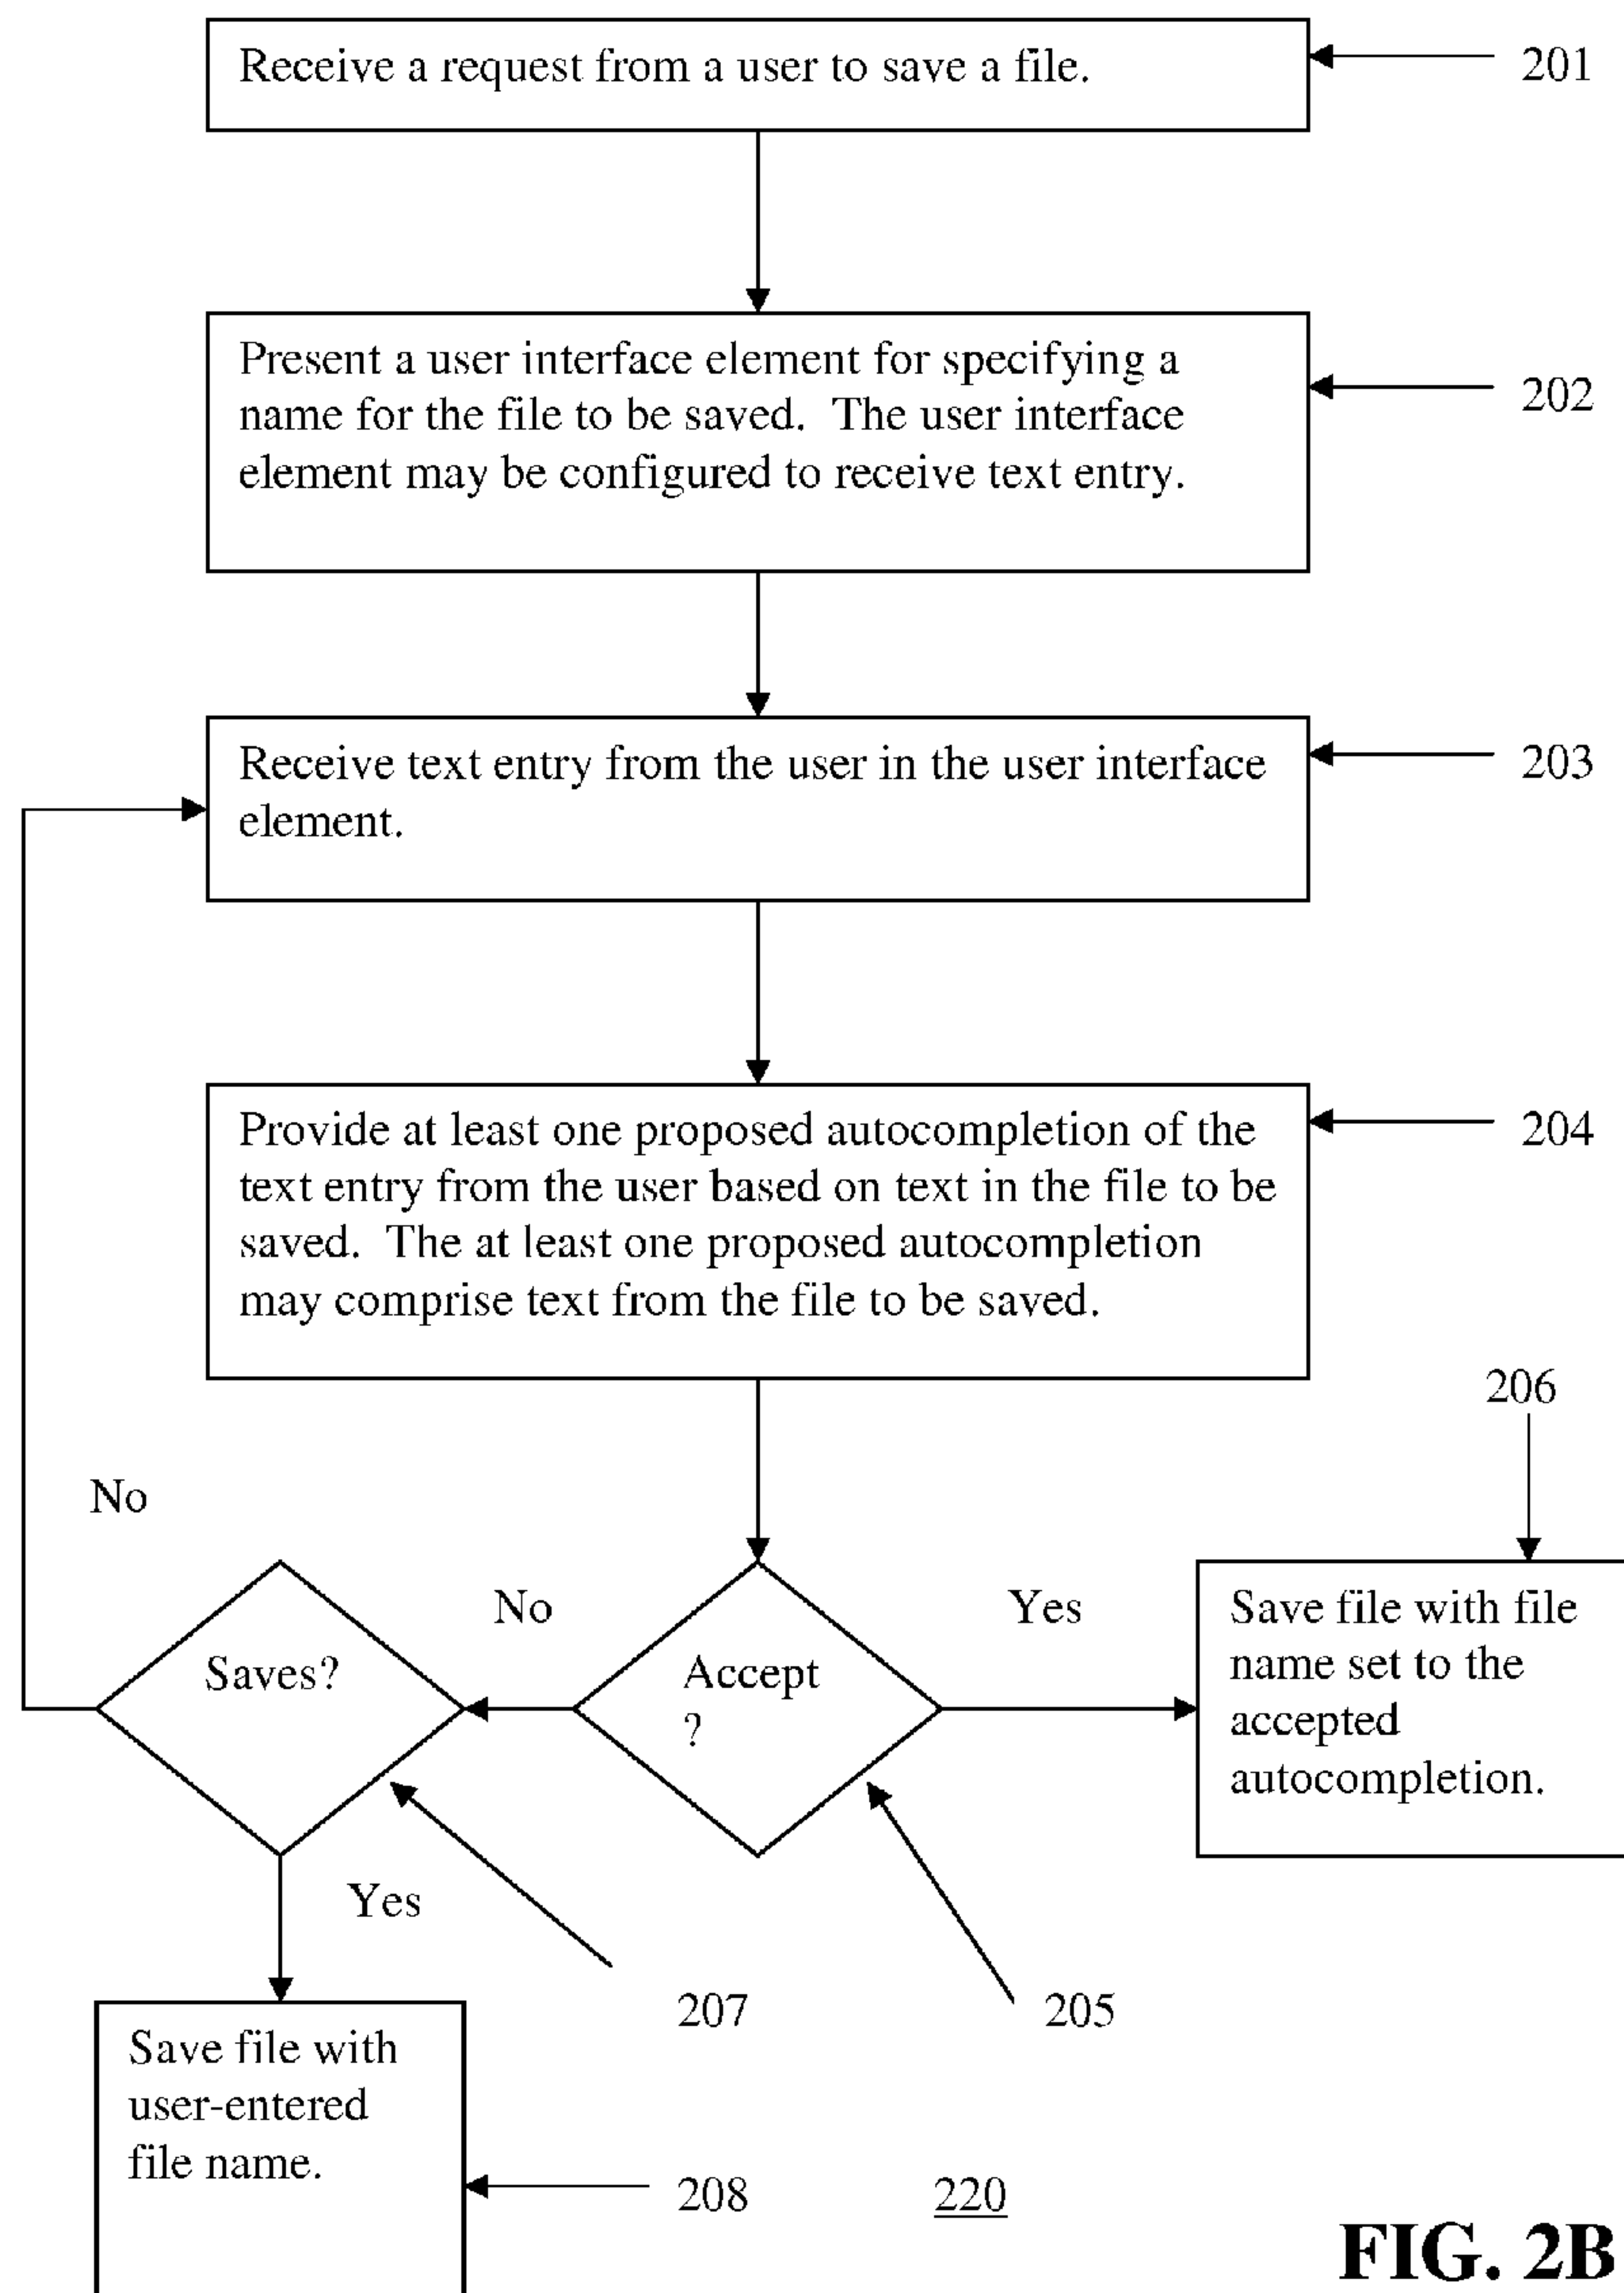 Receive a request from a user to save a file.
201
Present a user interface element for specifying a
name for the file to be saved.  The user interface
element may be configured to receive text entry.
202
Receive text entry from the user in the user interface
element.
203
Provide at least one proposed autocompletion of the
text entry from the user based on text in the file to be
saved.  The at least one proposed autocompletion
may comprise text from the file to be saved.
204
206
No
Saves?
No
Accept
?
Yes
Save file with file
name set to the
accepted
autocompletion.
Yes
207
205
Save file with
user-entered
file name.
208
220
FIG. 2B